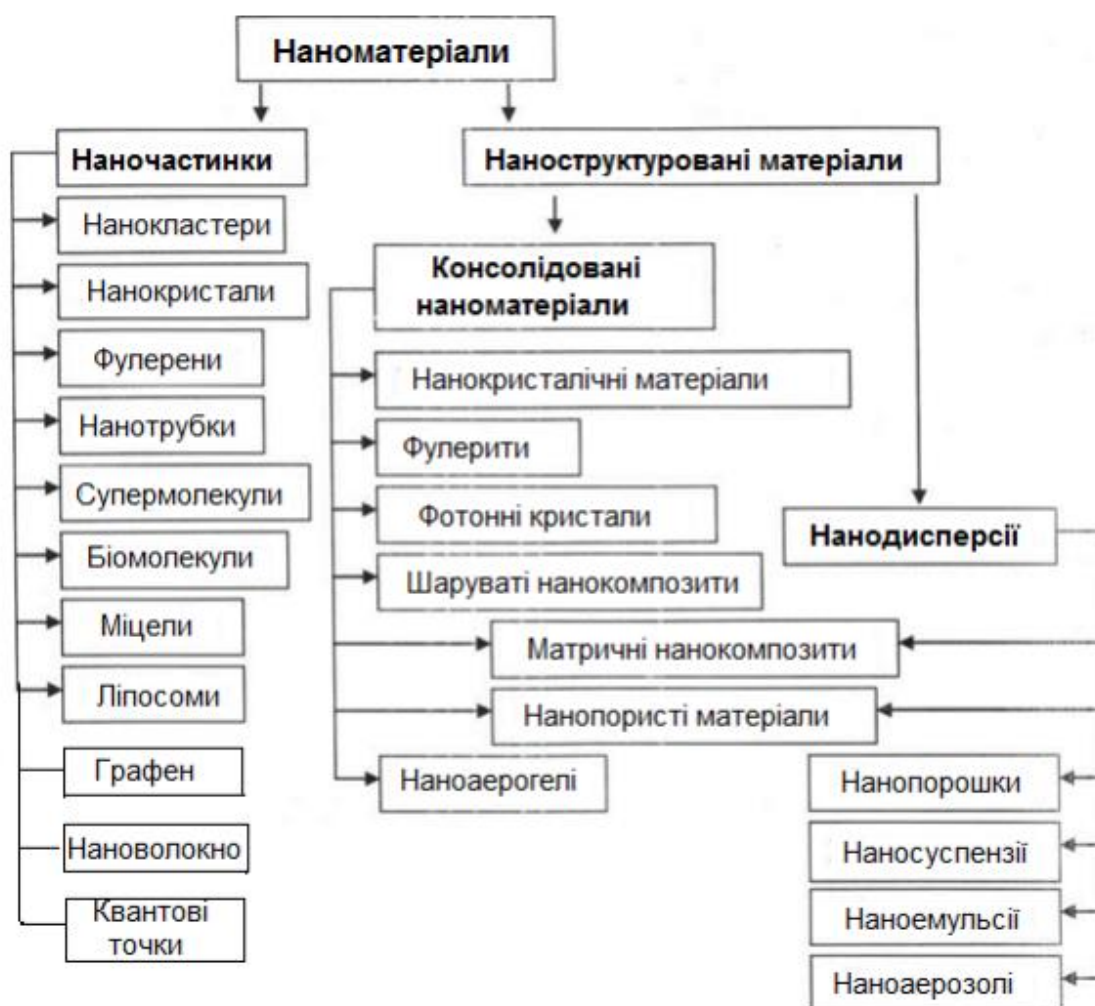 Наноматеріали
Наночастинки
Наноструктуровані матеріали
Нанокластери
Нанокристали
Фулерени
Нанотрубки
Супермолекули
Біомолекули
Міцели
Ліпосоми
Графен
Нановолокно
Квантові
точки
Консолідовані
наноматеріали
Нанокристалічні матеріали
Фулерити
Фотонні кристали
Шаруваті нанокомпозити
Матричні нанокомпозити
Нанопористі матеріали
Наноаерогелі
Нанодисперсії
Нанопорошки
Наносуспензії
Наноемульсії
Наноаерозолі